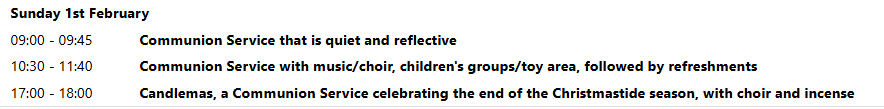 Sunday 1st February
09:00 - 09:45 Communion Service that is quiet and reflective
10:30 - 11:40 Communion Service with music/choir, children's groups/toy area, followed by refreshments
17:00 - 18:00 Candlemas, a Communion Service celebrating the end of the Christmastide season, with choir and incense